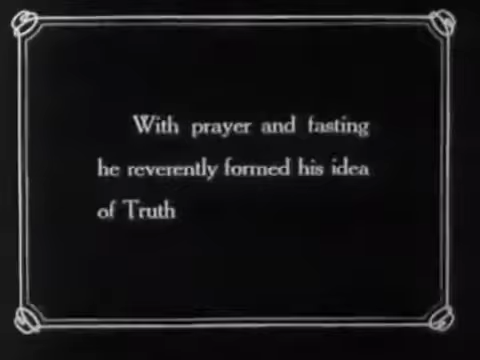 With prayer and fasting
he reverently formed his idea
of Truth